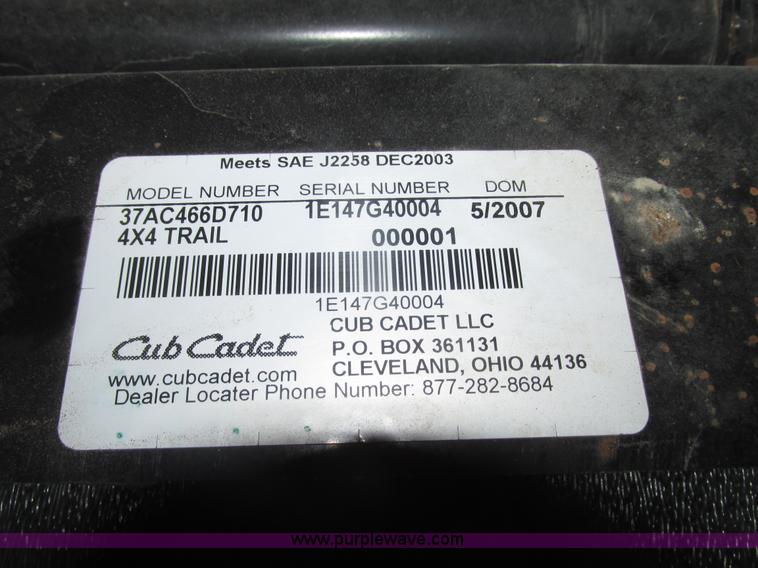 Meets SAE J2258 DEC2003
MODEL NUMBER SERIAL NUMBER DOM
37AC466D710 1E147G40004 5/2007
4X4 TRAIL 000001
1E147G40004
Cub Cadet
CUB CADET LLC
P.O. BOX 361131
CLEVELAND, OHIO 44136
www.cubcadet.com
Dealer Locater Phone Number: 877-282-8684
www.purplewave.com